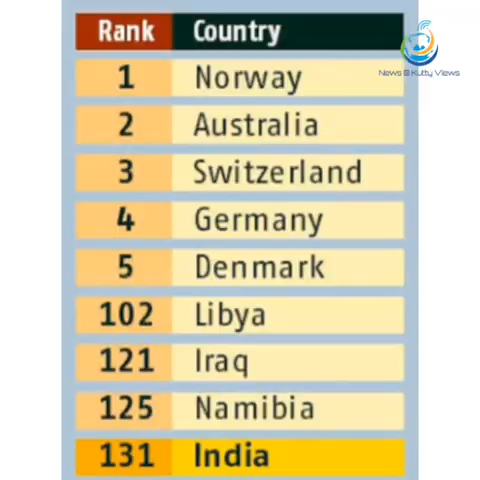 Rank Country
News @ Kutty Views
1 Norway
2 Australia
3 Switzerland
4 Germany
5 Denmark
102 Libya
121 Iraq
125 Namibia
131 India